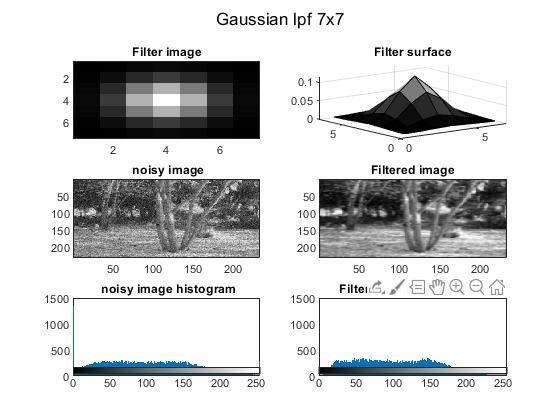 Gaussian lpf 7x7
Filter image
Filter surface
2
4
6
2 4 6
0.1
0.05
0
5
0 0
5
noisy image
Filtered image
50
100
150
200
50 100 150 200
50
100
150
200
50 100 150 200
noisy image histogram
Filter
1500
1000
500
0
0 50 100 150 200 250
1500
1000
500
0
0 50 100 150 200 250